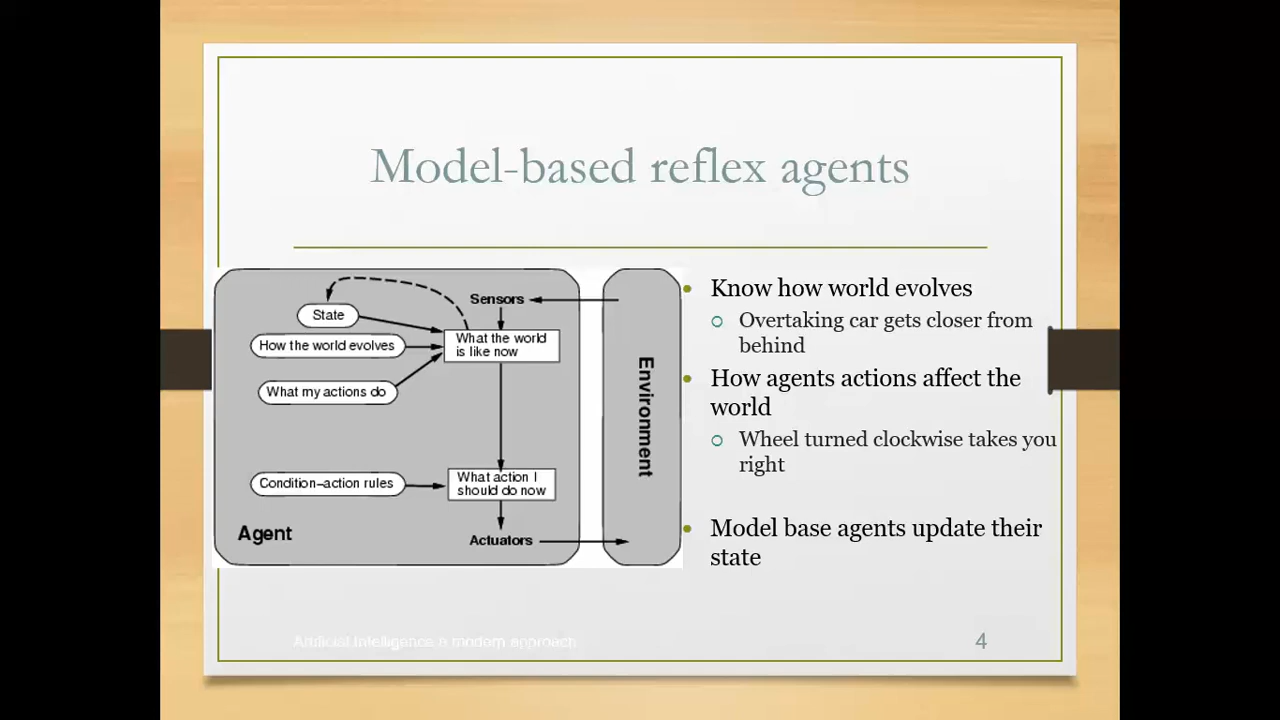 Model-based reflex agents
Sensors
State
What the world
is like now
How the world evolves
What my actions do
Condition–action rules
What action I
should do now
Agent
Actuators
Environment
Know how world evolves
Overtaking car gets closer from
behind
How agents actions affect the
world
Wheel turned clockwise takes you
right
Model base agents update their
state
Artificial Intelligence a modern approach
4